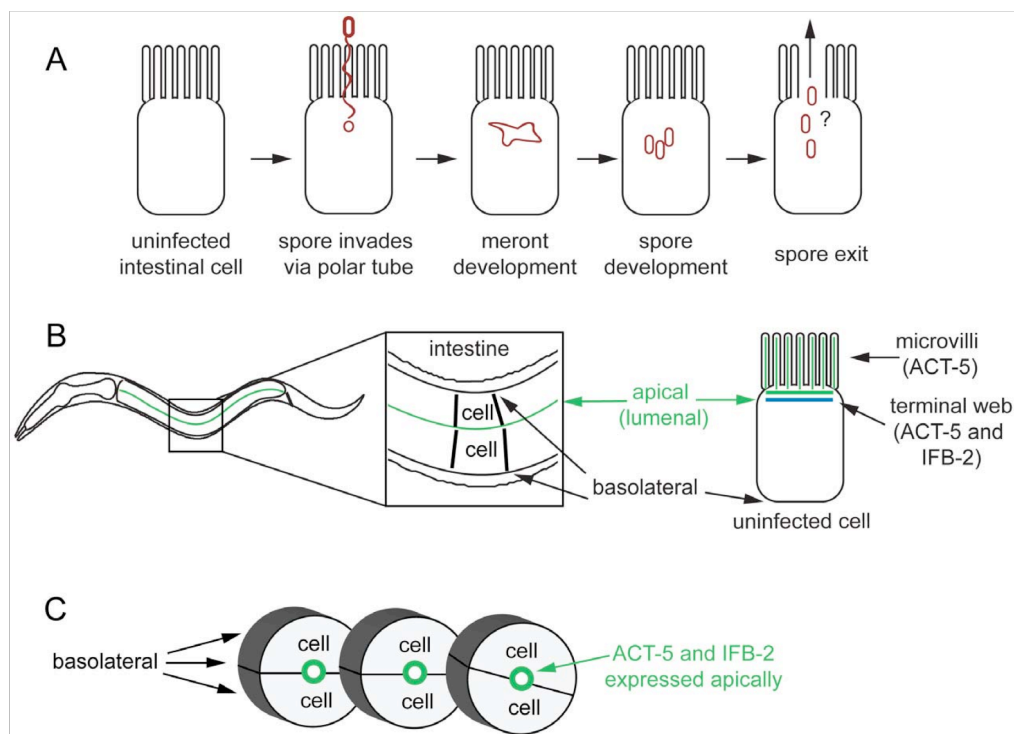 A
?
uninfected
intestinal cell
spore invades
via polar tube
meront
development
spore
development
spore exit
B
intestine
cell
cell
apical
(lumenal)
basolateral
microvilli
(ACT-5)
terminal web
(ACT-5 and
IFB-2)
uninfected cell
C
basolateral
cell
cell
cell
cell
cell
cell
ACT-5 and IFB-2
expressed apically